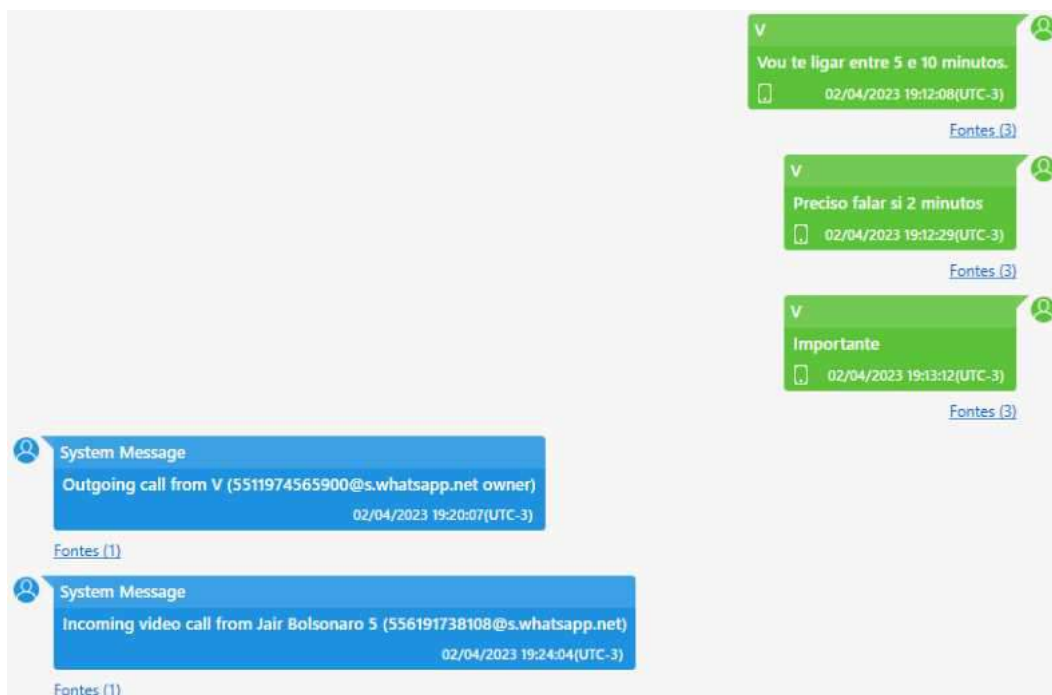 V
Vou te ligar entre 5 e 10 minutos.
02/04/2023 19:12:08(UTC-3)
Fontes (3)
V
Preciso falar si 2 minutos
02/04/2023 19:12:29(UTC-3)
Fontes (3)
V
Importante
02/04/2023 19:13:12(UTC-3)
Fontes (3)
System Message
Outgoing call from V (5511974565900@s.whatsapp.net owner)
02/04/2023 19:20:07(UTC-3)
Fontes (1)
System Message
Incoming video call from Jair Bolsonaro 5 (556191738108@s.whatsapp.net)
02/04/2023 19:24:04(UTC-3)
Fontes (1)